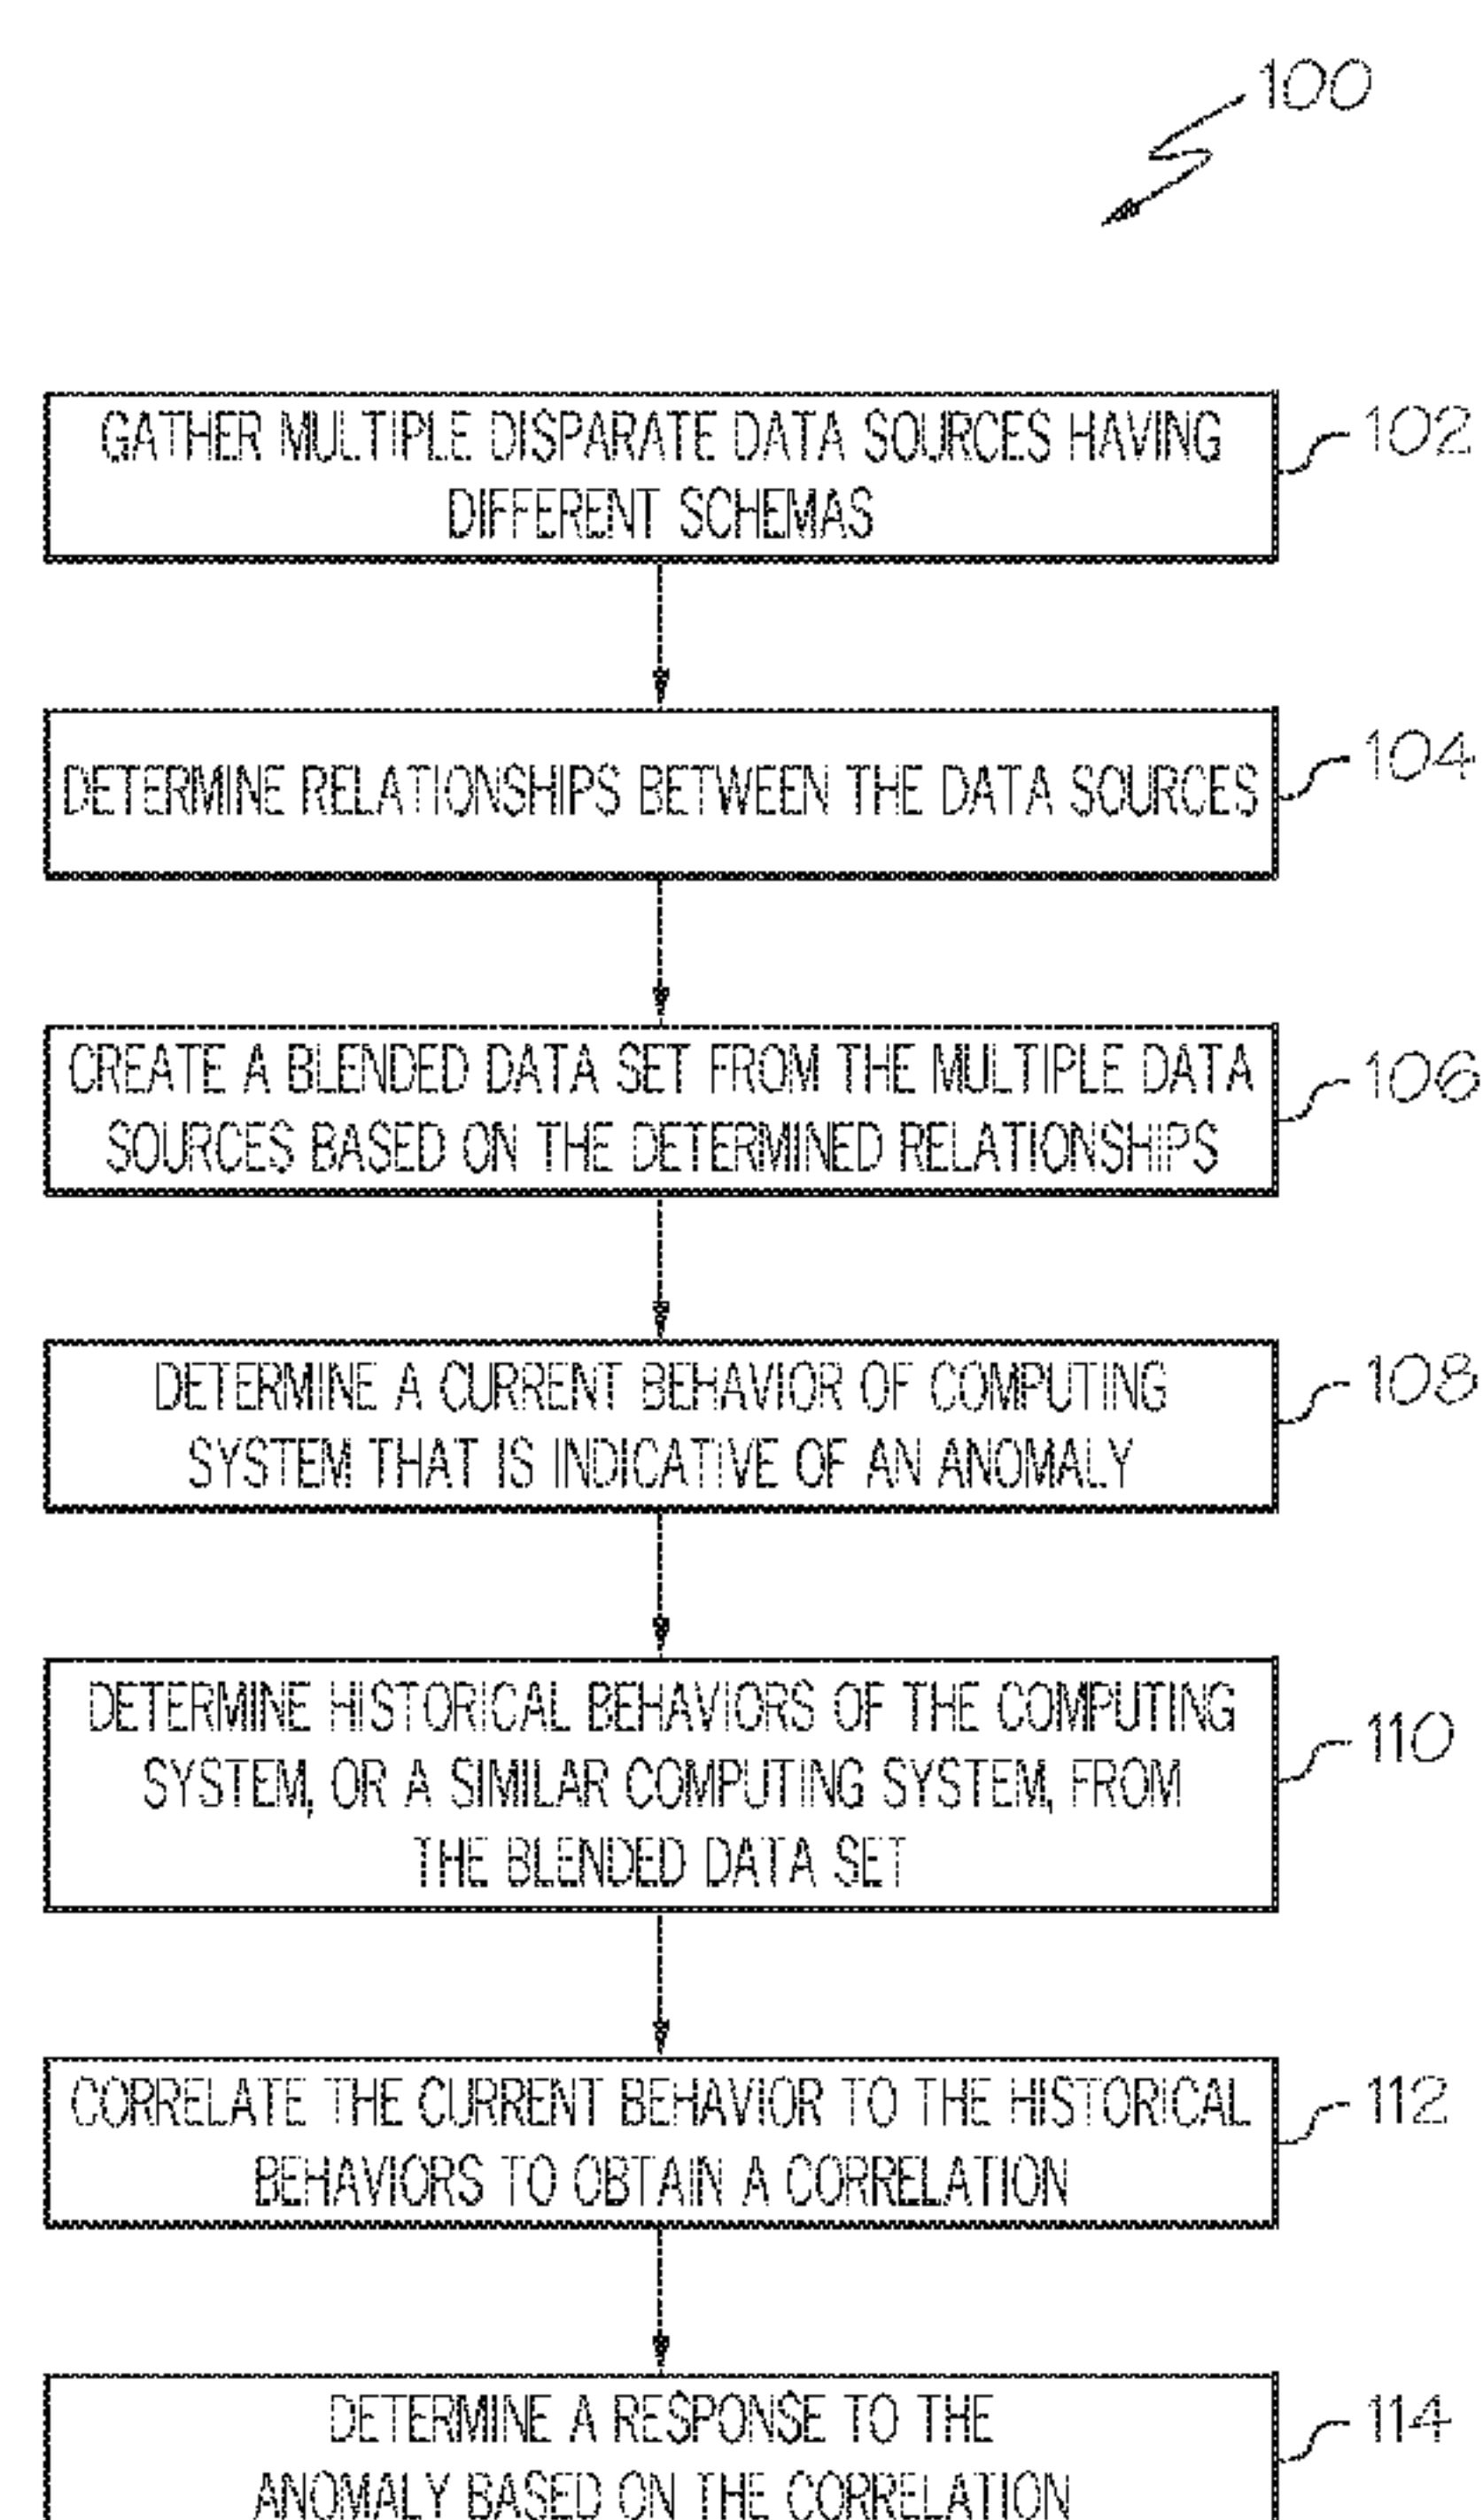 100
GATHER MULTIPLE DISPARATE DATA SOURCES HAVING
DIFFERENT SCHEMAS
102
DETERMINE RELATIONSHIPS BETWEEN THE DATA SOURCES
104
CREATE A BLENDED DATA SET FROM THE MULTIPLE DATA
SOURCES BASED ON THE DETERMINED RELATIONSHIPS
106
DETERMINE A CURRENT BEHAVIOR OF COMPUTING
SYSTEM THAT IS INDICATIVE OF AN ANOMALY
108
DETERMINE HISTORICAL BEHAVIORS OF THE COMPUTING
SYSTEM, OR A SIMILAR COMPUTING SYSTEM, FROM
THE BLENDED DATA SET
110
CORRELATE THE CURRENT BEHAVIOR TO THE HISTORICAL
BEHAVIORS TO OBTAIN A CORRELATION
112
DETERMINE A RESPONSE TO THE
ANOMALY BASED ON THE CORRELATION
114